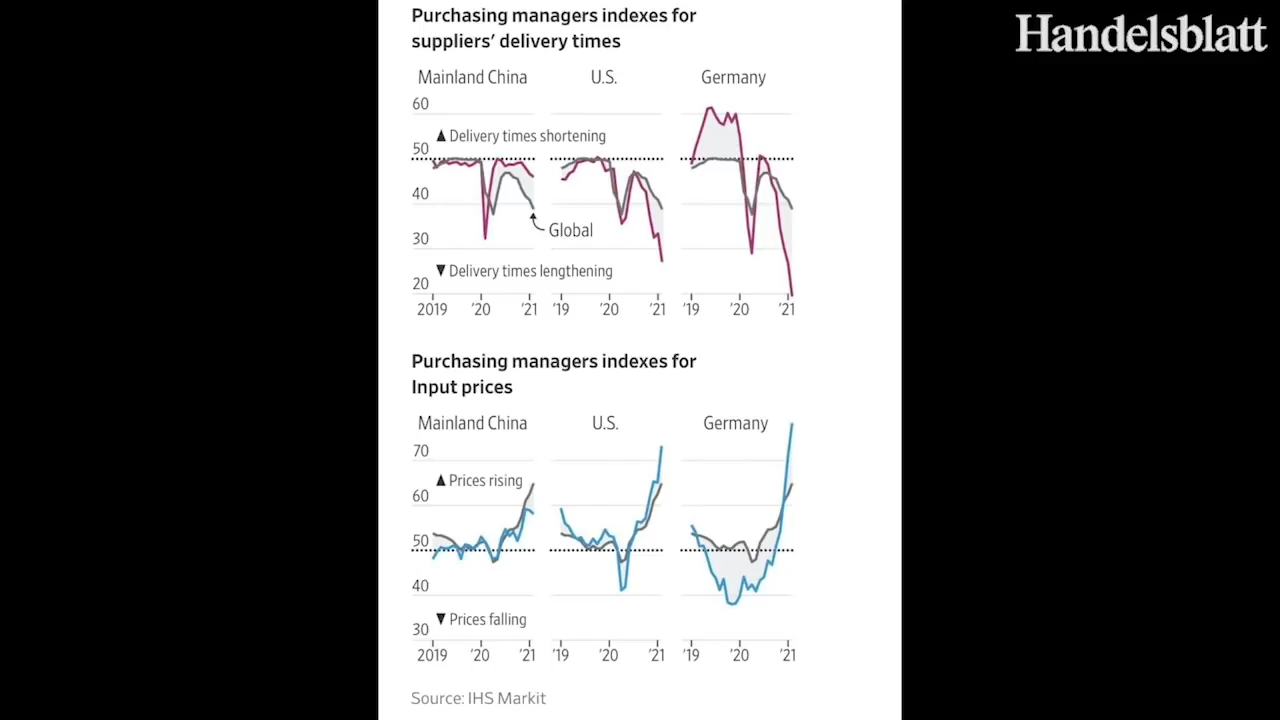 Handelsblatt
Purchasing managers indexes for
suppliers' delivery times
Mainland China U.S. Germany
60
▲ Delivery times shortening
50
40
Global
30
▼ Delivery times lengthening
20
2019 '20 '21 '19 '20 '21 '19 '20 '21
Purchasing managers indexes for
Input prices
Mainland China U.S. Germany
70
▲ Prices rising
60
50
40
▼ Prices falling
30
2019 '20 '21 '19 '20 '21 '19 '20 '21
Source: IHS Markit